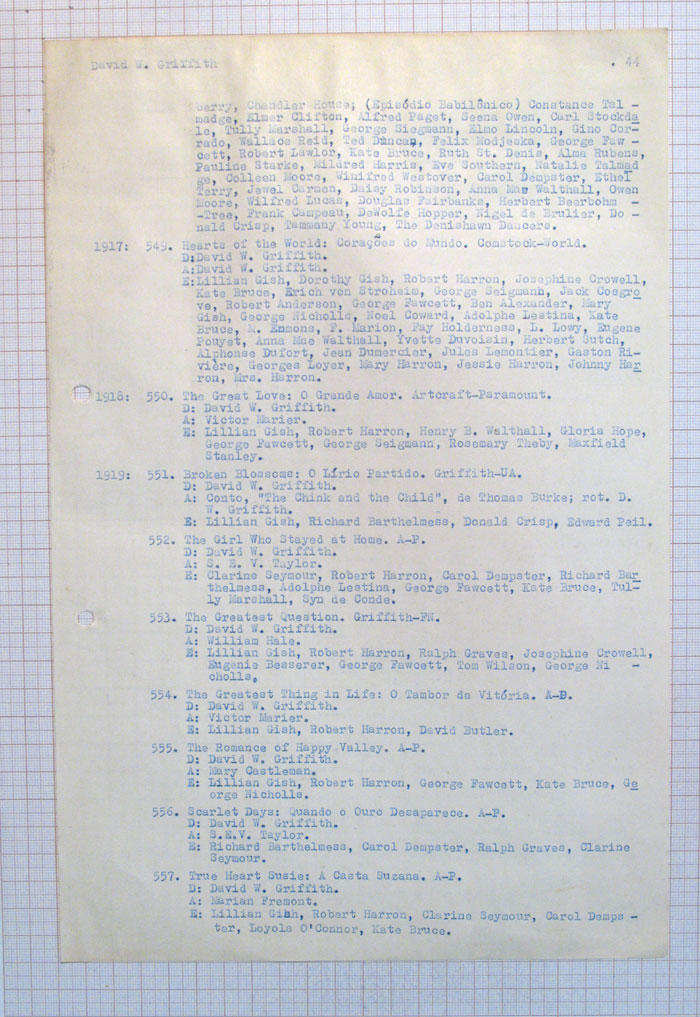 David W. Griffith . 44
berry, Chandler House; (Episódio Babilônico) Constance Tal -
madge, Elmer Clifton, Alfred Paget, Seena Owen, Carl Stockda
le, Tully Marshall, George Siegmann, Elmo Lincoln, Gino Cor-
rado, Wallace Reid, Ted Duncan, Felix Modjeska, George Faw -
cett, Robert Lawlor, Kate Bruce, Ruth St. Denis, Alma Rubens,
Pauline Starke, Mildred Harris, Eve Southern, Natalie Talmad
ge, Colleen Moore, Winifred Westover, Carol Dempster, Ethel
Terry, Jewel Carmen, Daisy Robinson, Anna Mae Walthall, Owen
Moore, Wilfred Lucas, Douglas Fairbanks, Herbert Beerbohm -
-Tree, Frank Campeau, DeWolfe Hopper, Nigel de Brulier, Do -
nald Crisp, Tammany Young, The Denishawn Dancers.
1917: 549. Hearts of the World: Corações do Mundo. Comstock-World.
D:David W. Griffith.
A:David W. Griffith.
E:Lillian Gish, Dorothy Gish, Robert Harron, Josephine Crowell,
Kate Bruce, Erich von Stroheim, George Seigmann, Jack Cosgro
ve, Robert Anderson, George Fawcett, Ben Alexander, Mary
Gish, George Nicholls, Noel Coward, Adolphe Lestina, Kate
Bruce, M. Emmons, F. Marion, Fay Holderness, L. Lowy, Eugene
Pouyet, Anna Mae Walthall, Yvette Duvoisin, Herbert Sutch,
Alphonse Dufort, Jean Dumercier, Jules Lemontier, Gaston Ri-
vière, Georges Loyer, Mary Harron, Jessie Harron, Johnny Har
ron, Mrs. Harron.
1918: 550. The Great Love: O Grande Amor. Artcraft-Paramount.
D: David W. Griffith.
A: Victor Marier.
E: Lillian Gish, Robert Harron, Henry B. Walthall, Gloria Hope,
George Fawcett, George Seigmann, Rosemary Theby, Maxfield
Stanley.
1919: 551. Broken Blossoms: O Lírio Partido. Griffith-UA.
D: David W. Griffith.
A: Conto, "The Chink and the Child", de Thomas Burke; rot. D.
W. Griffith.
E: Lillian Gish, Richard Barthelmess, Donald Crisp, Edward Peil.
552. The Girl Who Stayed at Home. A-P.
D: David W. Griffith.
A: S. E. V. Taylor.
E: Clarine Seymour, Robert Harron, Carol Dempster, Richard Bar
thelmess, Adolphe Lestina, George Fawcett, Kate Bruce, Tul-
ly Marshall, Syn de Conde.
553. The Greatest Question. Griffith-FN.
D: David W. Griffith.
A: William Hale.
E: Lillian Gish, Robert Harron, Ralph Graves, Josephine Crowell,
Eugenie Besserer, George Fawcett, Tom Wilson, George Ni -
cholls.
554. The Greatest Thing in Life: O Tambor da Vitória. A-P.
D: David W. Griffith.
A: Victor Marier.
E: Lillian Gish, Robert Harron, David Butler.
555. The Romance of Happy Valley. A-P.
D: David W. Griffith.
A: Mary Castleman.
E: Lillian Gish, Robert Harron, George Fawcett, Kate Bruce, Ge
orge Nicholls.
556. Scarlet Days: Quando o Ouro Desaparece. A-P.
D: David W. Griffith.
A: S.E.V. Taylor.
E: Richard Barthelmess, Carol Dempster, Ralph Graves, Clarine
Seymour.
557. True Heart Susie: A Casta Suzana. A-P.
D: David W. Griffith.
A: Marian Fremont.
E: Lillian Gish, Robert Harron, Clarine Seymour, Carol Demps -
ter, Loyola O'Connor, Kate Bruce.